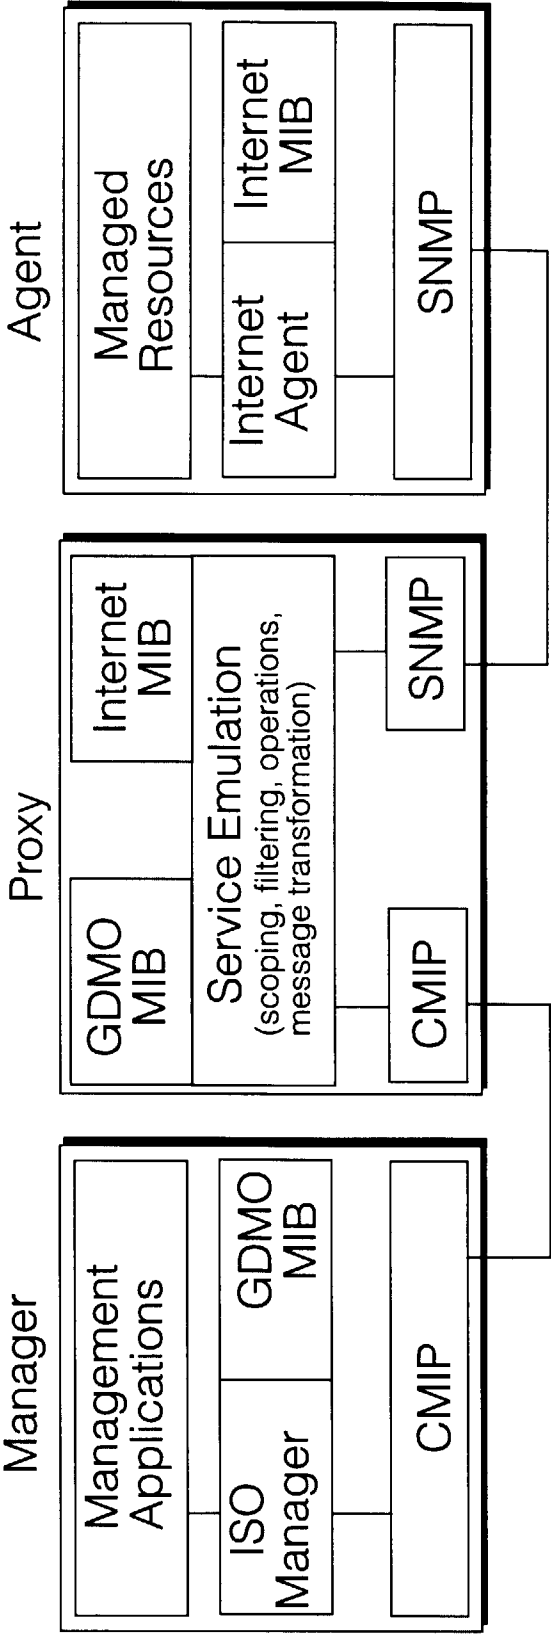 Manager
Management
Applications
ISO
Manager
GDMO
MIB
CMIP
Proxy
GDMO
MIB
Internet
MIB
Service Emulation
(scoping, filtering, operations,
message transformation)
CMIP
SNMP
Agent
Managed
Resources
Internet
Agent
Internet
MIB
SNMP